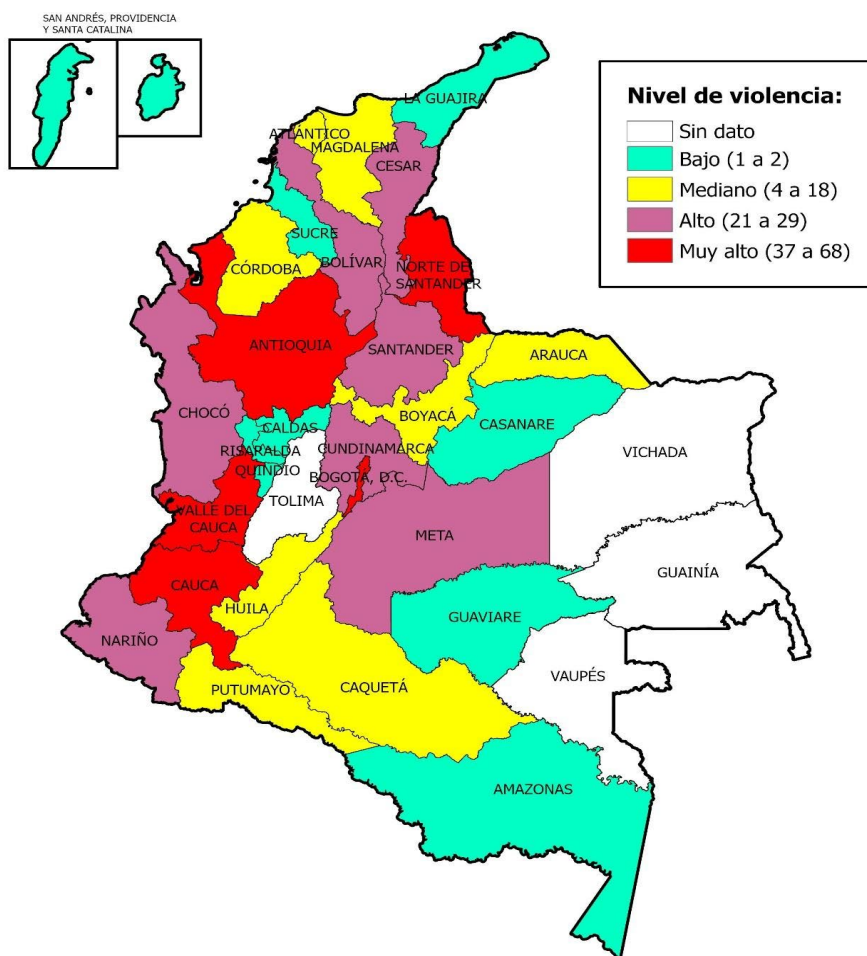 SAN ANDRÉS, PROVIDENCIA
Y SANTA CATALINA
Nivel de violencia:
Sin dato
Bajo (1 a 2)
Mediano (4 a 18)
Alto (21 a 29)
Muy alto (37 a 68)
LA GUAJIRA
ATLÁNTICO
MAGDALENA
CESAR
SUCRE
BOLÍVAR
CÓRDOBA
NORTE DE
SANTANDER
ANTIOQUIA
SANTANDER
ARAUCA
CHOCÓ
BOYACÁ
CASANARE
CALDAS
RISARALDA
CUNDINAMARCA
VICHADA
QUINDIO
BOGOTÁ, D.C.
TOLIMA
VALLE DEL
CAUCA
META
GUAINÍA
CAUCA
HUILA
GUAVIARE
NARIÑO
VAUPÉS
PUTUMAYO
CAQUETÁ
AMAZONAS